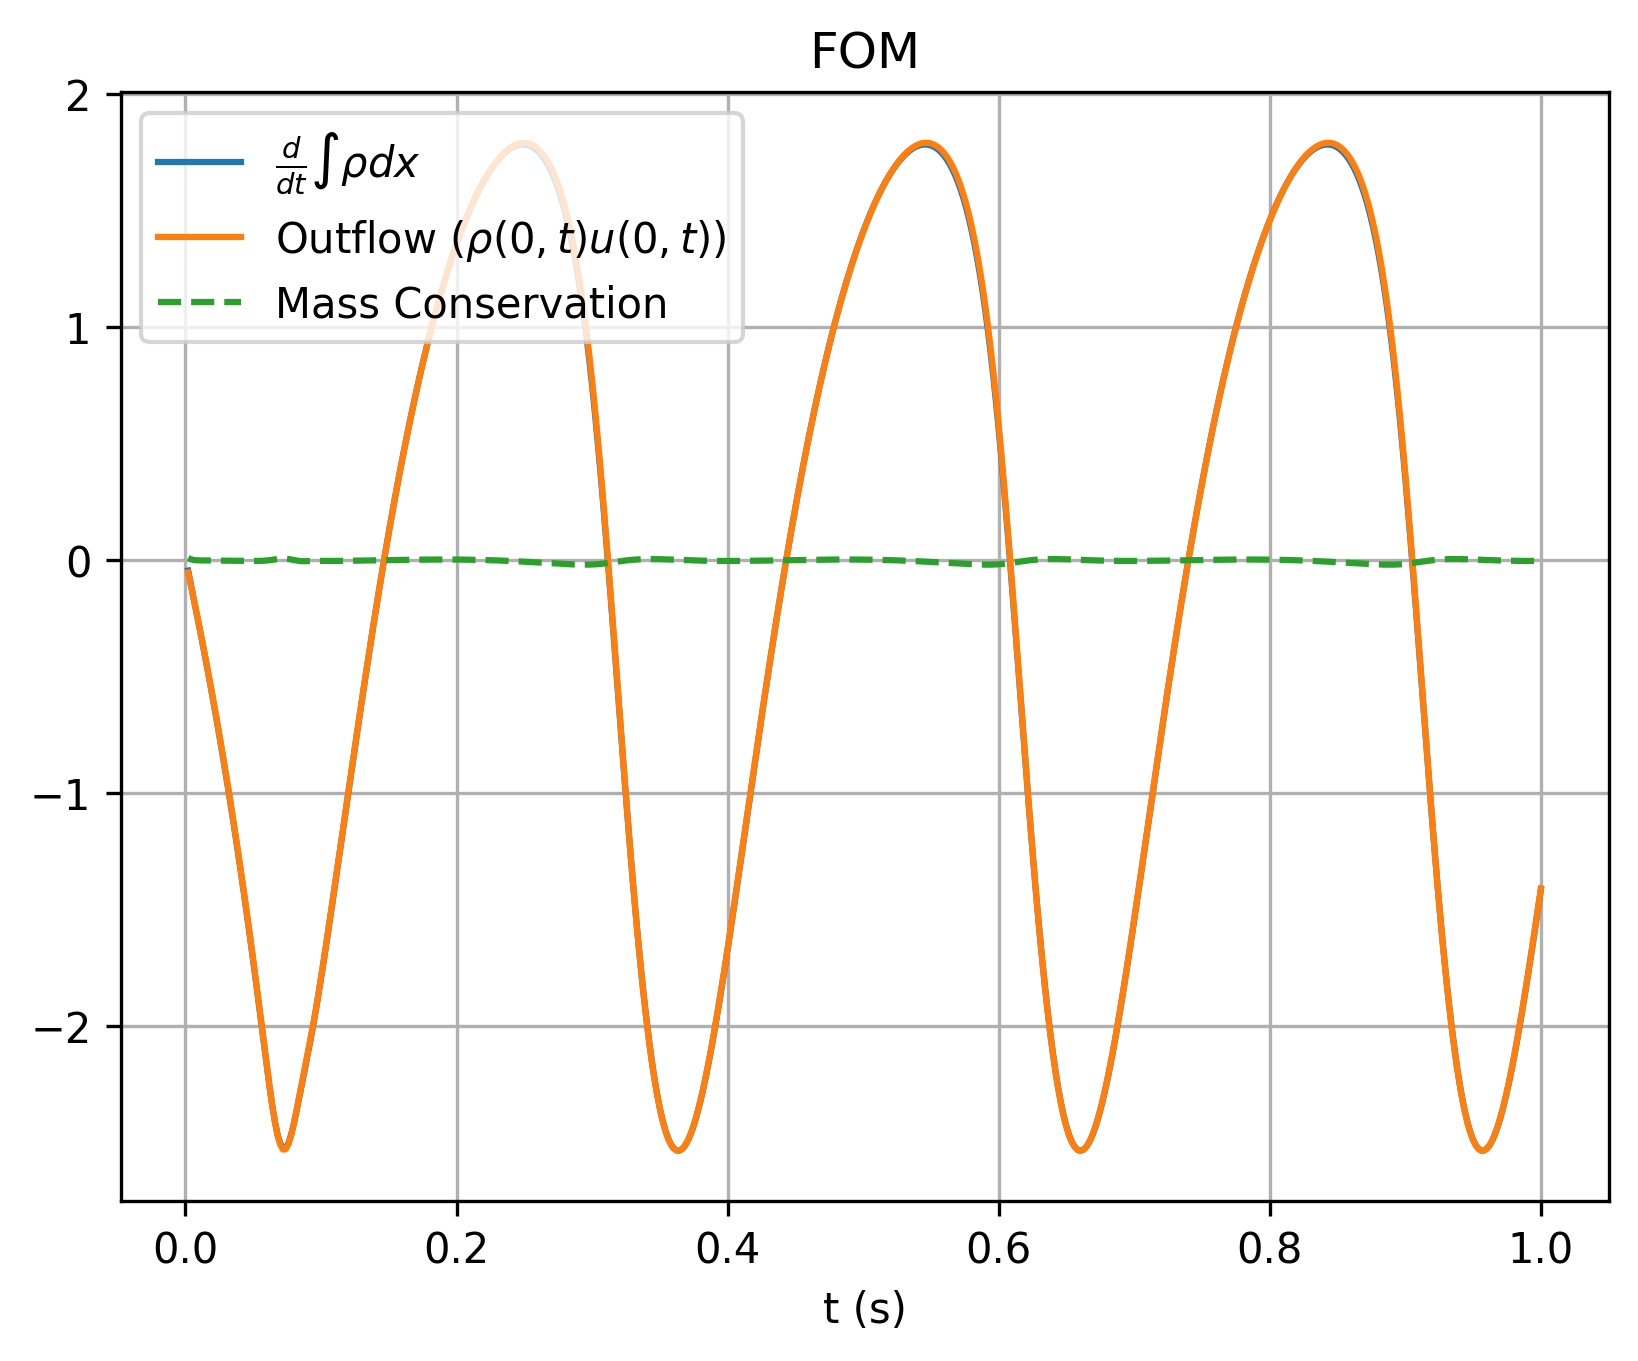 FOM
d/dt ∫ρdx
Outflow (ρ(0, t)u(0, t))
Mass Conservation
2
1
0
−1
−2
0.0 0.2 0.4 0.6 0.8 1.0
t (s)